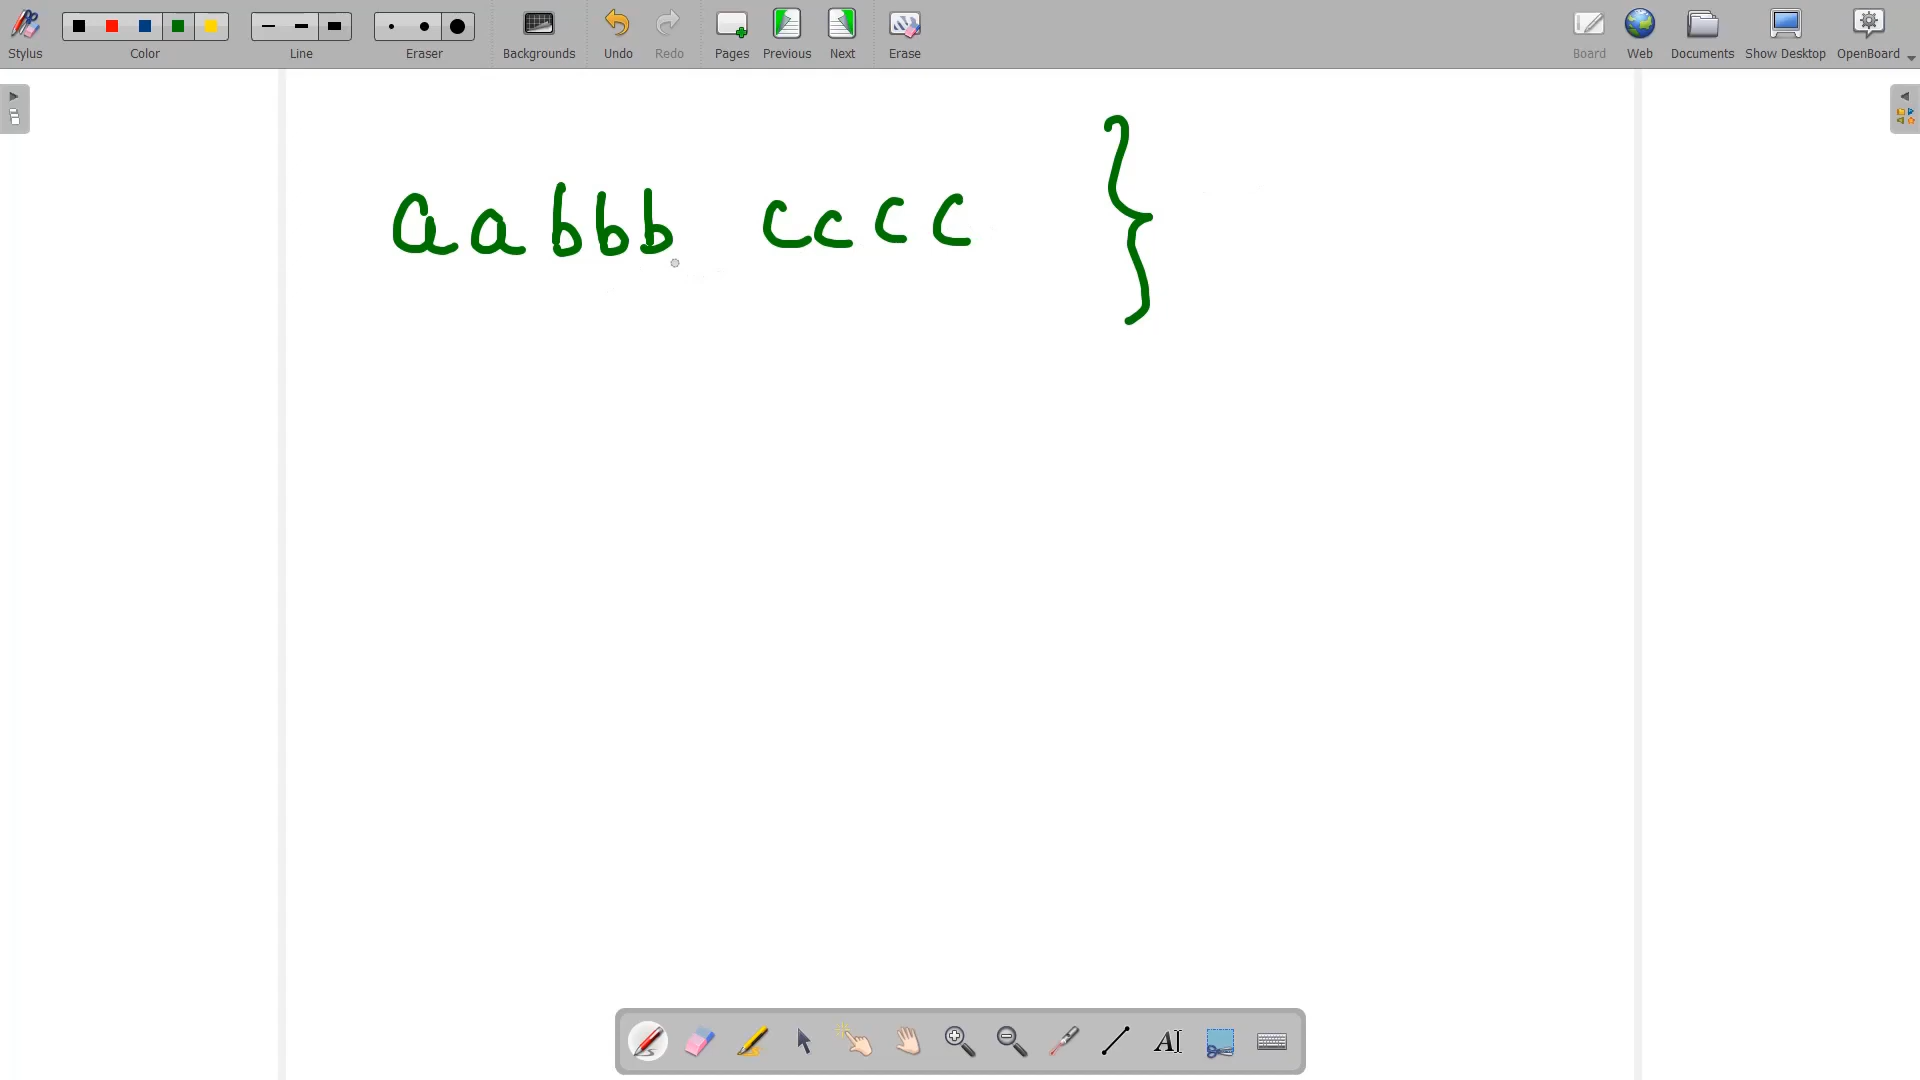 Stylus Color Line Eraser Backgrounds Undo Redo Pages Previous Next Erase Board Web Documents Show Desktop OpenBoard
aabbb cccc }
AI